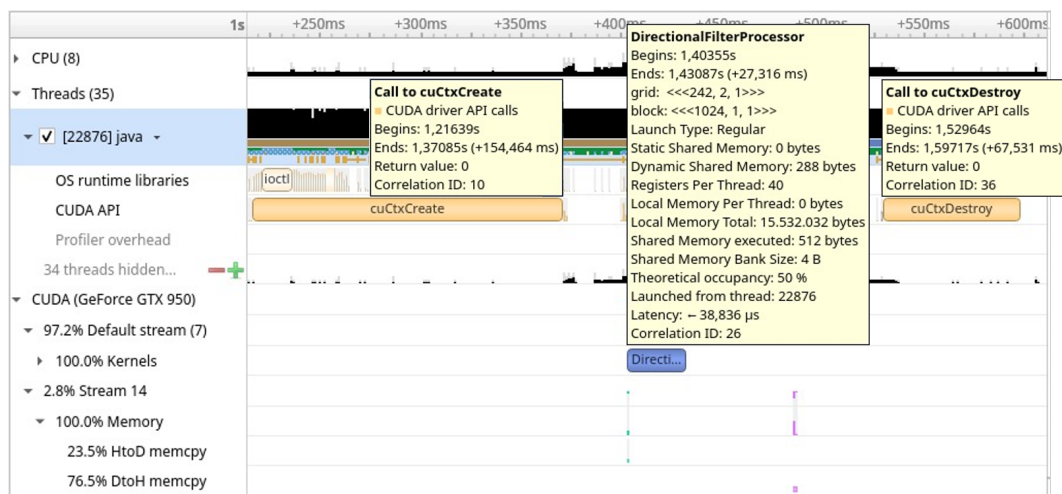 1s +250ms +300ms +350ms +400ms +450ms +500ms +550ms +600ms
CPU (8)
Threads (35)
[22876] java
OS runtime libraries
ioctl
CUDA API
cuCtxCreate
cuCtxDestroy
Profiler overhead
34 threads hidden...
CUDA (GeForce GTX 950)
97.2% Default stream (7)
100.0% Kernels
Directi...
2.8% Stream 14
100.0% Memory
23.5% HtoD memcpy
76.5% DtoH memcpy
Call to cuCtxCreate
CUDA driver API calls
Begins: 1,21639s
Ends: 1,37085s (+154,464 ms)
Return value: 0
Correlation ID: 10
DirectionalFilterProcessor
Begins: 1,40355s
Ends: 1,43087s (+27,316 ms)
grid: <<<242, 2, 1>>>
block: <<<1024, 1, 1>>>
Launch Type: Regular
Static Shared Memory: 0 bytes
Dynamic Shared Memory: 288 bytes
Registers Per Thread: 40
Local Memory Per Thread: 0 bytes
Local Memory Total: 15.532.032 bytes
Shared Memory executed: 512 bytes
Shared Memory Bank Size: 4 B
Theoretical occupancy: 50 %
Launched from thread: 22876
Latency: ←38,836 μs
Correlation ID: 26
Call to cuCtxDestroy
CUDA driver API calls
Begins: 1,52964s
Ends: 1,59717s (+67,531 ms)
Return value: 0
Correlation ID: 36